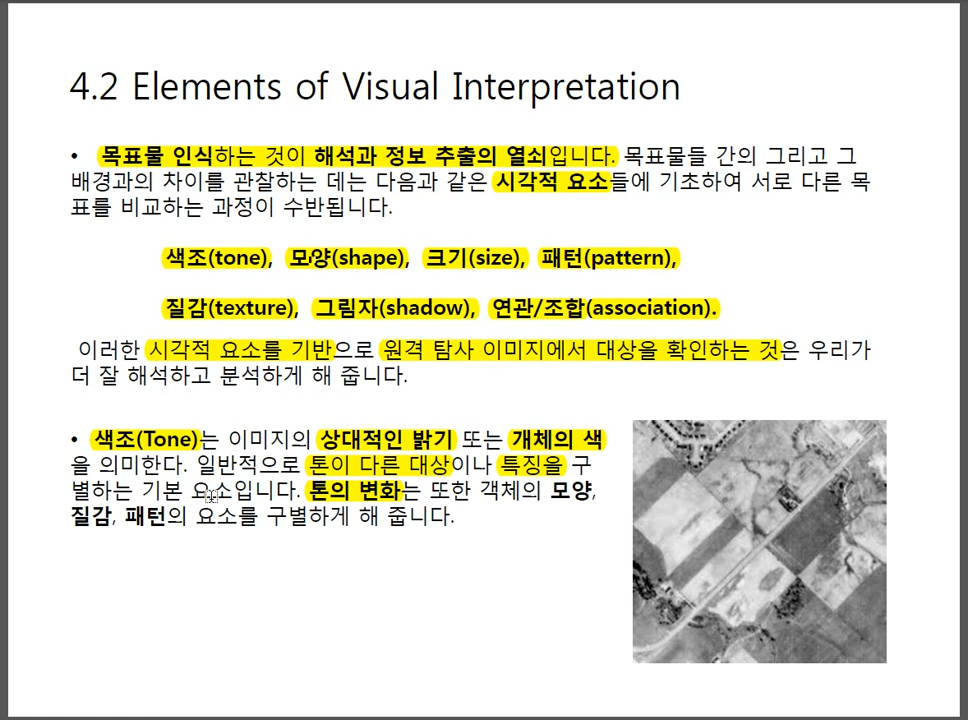 4.2 Elements of Visual Interpretation
• 목표물 인식하는 것이 해석과 정보 추출의 열쇠입니다. 목표물들 간의 그리고 그
배경과의 차이를 관찰하는 데는 다음과 같은 시각적 요소들에 기초하여 서로 다른 목
표를 비교하는 과정이 수반됩니다.
색조(tone), 모양(shape), 크기(size), 패턴(pattern),
질감(texture), 그림자(shadow), 연관/조합(association).
이러한 시각적 요소를 기반으로 원격 탐사 이미지에서 대상을 확인하는 것은 우리가
더 잘 해석하고 분석하게 해 줍니다.
• 색조(Tone)는 이미지의 상대적인 밝기 또는 개체의 색
을 의미한다. 일반적으로 톤이 다른 대상이나 특징을 구
별하는 기본 요소입니다. 톤의 변화는 또한 객체의 모양,
질감, 패턴의 요소를 구별하게 해 줍니다.